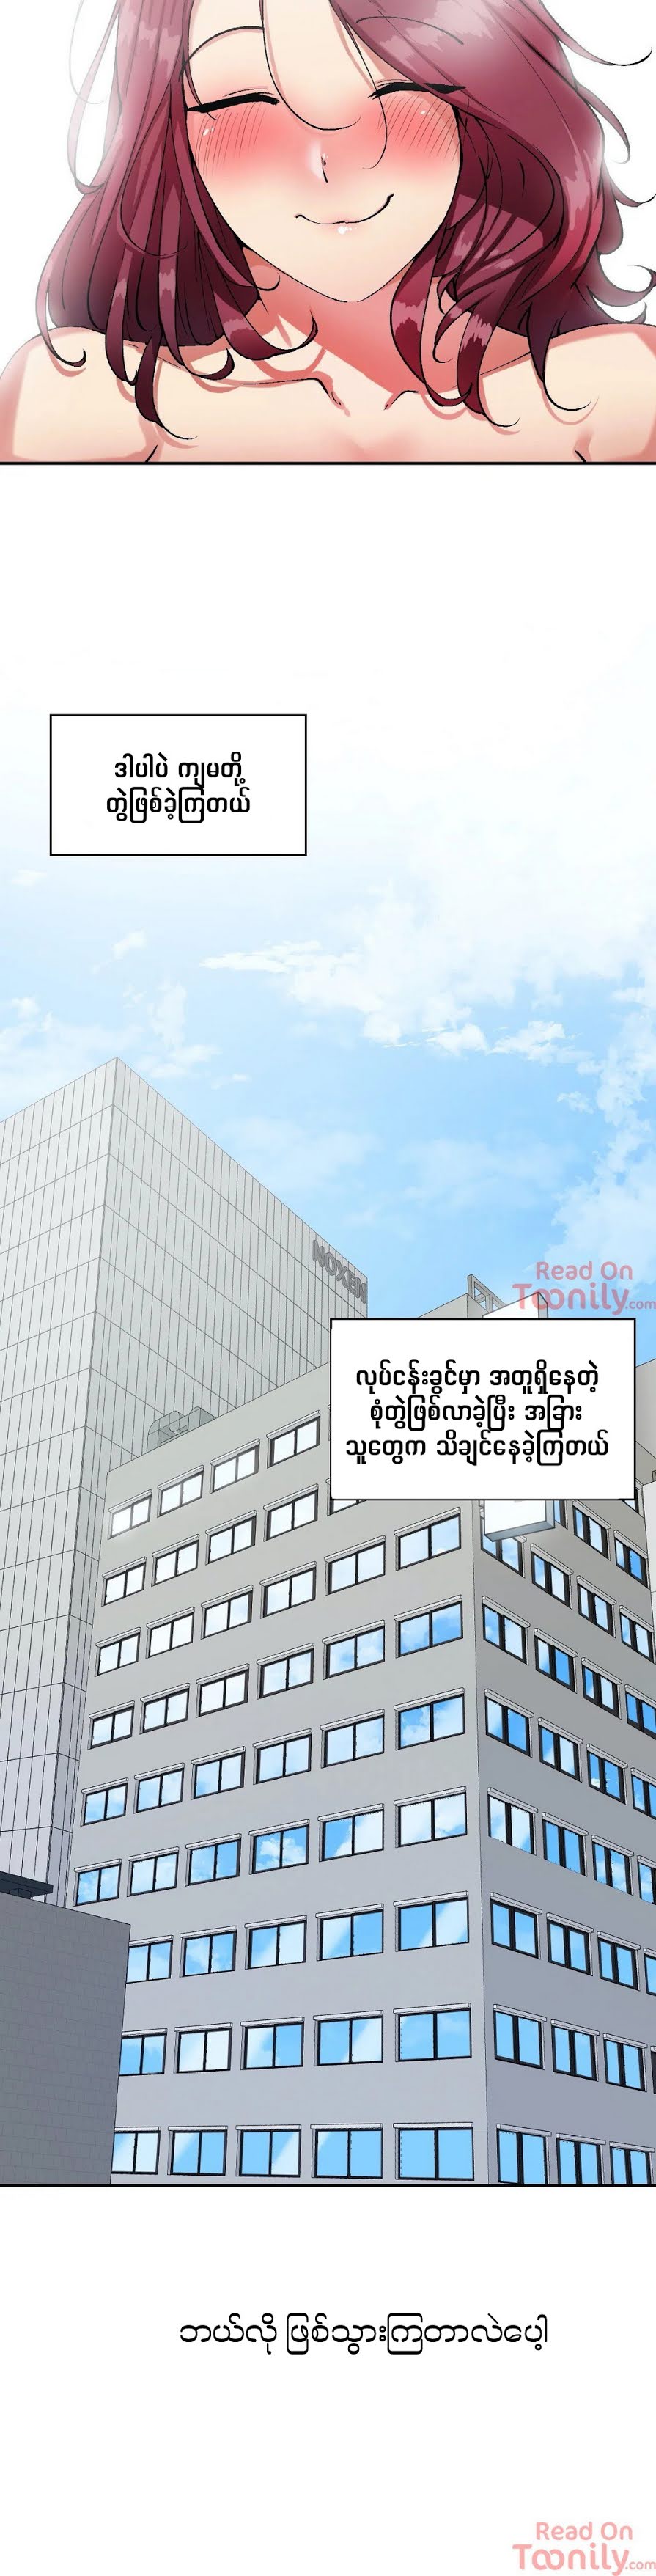 ဒါပါပဲ ကျမတို့
တွဲဖြစ်ခဲ့ကြတယ်
NOXEN
Read On
Toonily.com
လုပ်ငန်းခွင်မှာ အတူရှိနေတဲ့
စုံတွဲဖြစ်လာခဲ့ပြီး အခြား
သူတွေက သိချင်နေခဲ့ကြတယ်
ဘယ်လို ဖြစ်သွားကြတာလဲပေါ့
Read On
Toonily.com